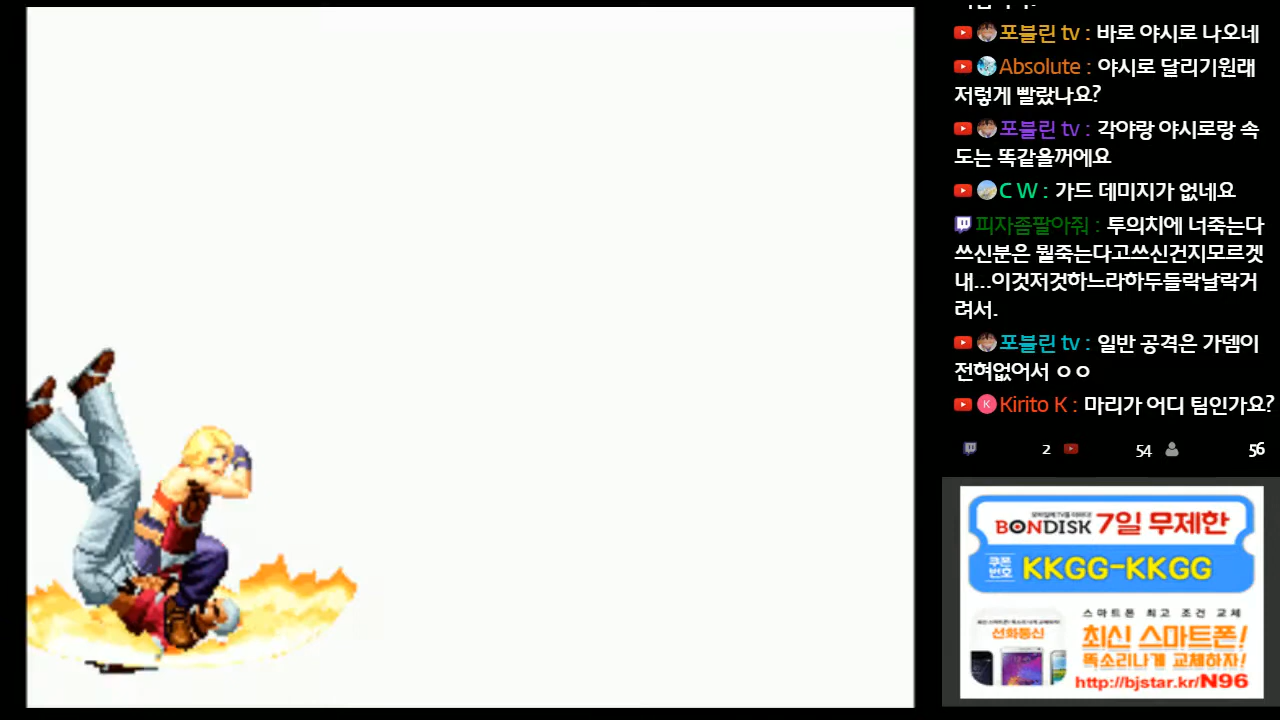 포블린 tv : 바로 야시로 나오네
Absolute : 야시로 달리기원래
저렇게 빨랐나요?
포블린 tv : 각야랑 야시로랑 속
도는 똑같을꺼에요
C W : 가드 데미지가 없네요
피자좀팔아줘 : 투의치에 너죽는다
쓰신분은 뭘죽는다고쓰신건지모르겟
내...이것저것하느라하두들락날락거
려서.
포블린 tv : 일반 공격은 가뎀이
전혀없어서 ㅇㅇ
K Kirito K : 마리가 어디 팀인가요?
2 54 56
BONDISK 7일 무제한
쿠폰
번호 KKGG-KKGG
스마트폰 최고 조건 교체
선화통신
최신 스마트폰!
똑소리나게 교체하자!
http://bjstar.kr/N96